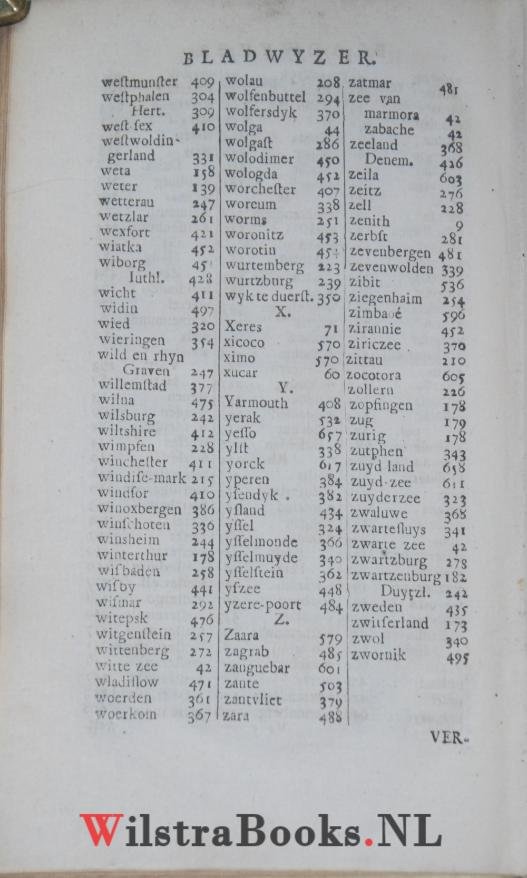 BLADWYZER.
weſtmunſter 409
weſtphalen 304
Hert. 309
weſt ſex 410
weſtwoldin-
gerland 331
weta 158
weter 139
wetterau 247
wetzlar 261
wexfort 421
wiatka 452
wiborg 45
Iuthl. 428
wicht 411
widin 497
wied 320
wieringen 354
wild en rhyn
Graven 247
willemſtad 377
wilna 475
wilsburg 242
wiltshire 412
wimpfen 228
wincheſter 411
windiſe-mark 215
windſor 410
winoxbergen 386
winſchoten 336
winsheim 244
winterthur 178
wiſbaden 258
wiſby 441
wiſmar 292
witepsk 476
witgenſtein 257
wittenberg 272
witte zee 42
wladiſlow 471
woerden 361
woerkom 367
wolau 208
wolfenbuttel 294
wolferſdyk 370
wolga 44
wolgaſt 286
wolodimer 450
wologda 452
worcheſter 407
woreum 338
worms 251
woronitz 453
worotin
wurtemberg 223
wurtzburg 239
wyk te duerſt. 350
X.
Xeres 71
xicoco 570
ximo 570
xucar 60
Y.
Yarmouth 408
yerak 532
yeſſo 657
ylſt 338
yorck 617
yperen 384
yſendyk. 382
yſland 434
yſſel 324
yſſelmonde 366
yſſelmuyde 340
yſſelſtein 362
yſzee 448
yzere-poort 484
Z.
Zaara 579
zagrab 485
zanguebar 601
zante 503
zantvliet 379
zara 488
zatmar 481
zee van
marmora 42
zabache 42
zeeland 368
Denem. 426
zeila 603
zeitz 276
zell 228
zenith 9
zerbſt 281
zevenbergen 481
zevenwolden 339
zibit 536
ziegenhaim 254
zimbaoé 596
zirannie 452
ziriczee 370
zittau 210
zocotora 605
zollern 226
zopfingen 178
zug 179
zurig 178
zutphen 343
zuyd land 658
zuyd-zee 611
zuyderzee 323
zwaluwe 368
zwarteſluys 341
zwarte zee 42
zwartzburg 278
zwartzenburg 182
Duytzl. 242
zweden 435
zwitſerland 173
zwol 340
zwornik 495
VER-
WilstraBooks.NL